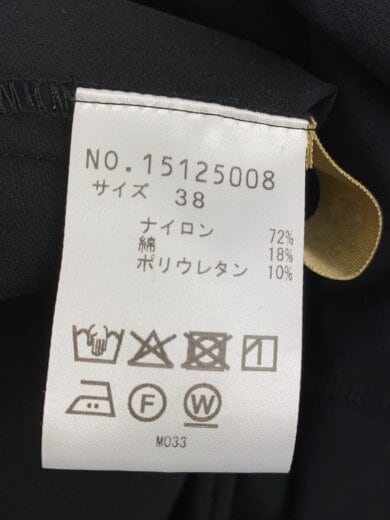 NO.15125008
サイズ 38
ナイロン 72%
綿 18%
ポリウレタン 10%
F W
M033